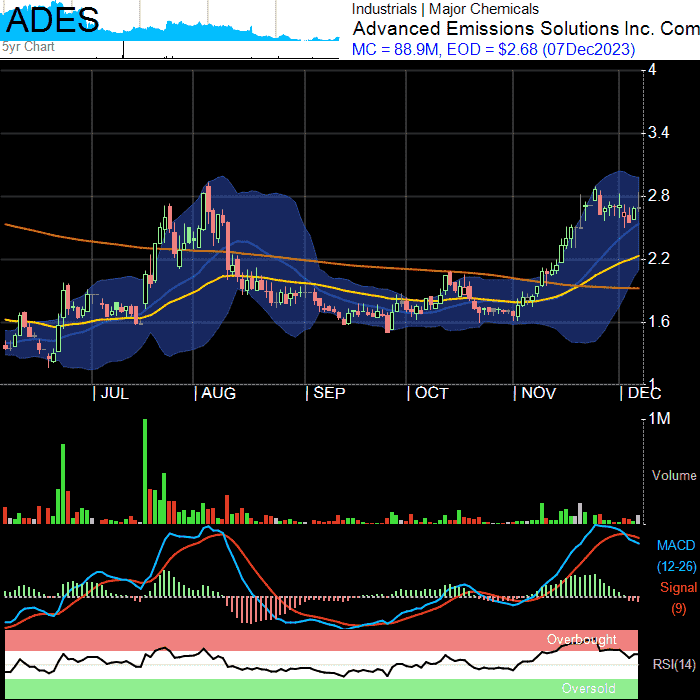 ADES
5yr Chart
Industrials | Major Chemicals
Advanced Emissions Solutions Inc. Com
MC = 88.9M, EOD = $2.68 (07Dec2023)
4
3.4
2.8
2.2
1.6
1
JUL AUG SEP OCT NOV DEC
1M
Volume
MACD
(12-26)
Signal
(9)
Overbought
RSI(14)
Oversold